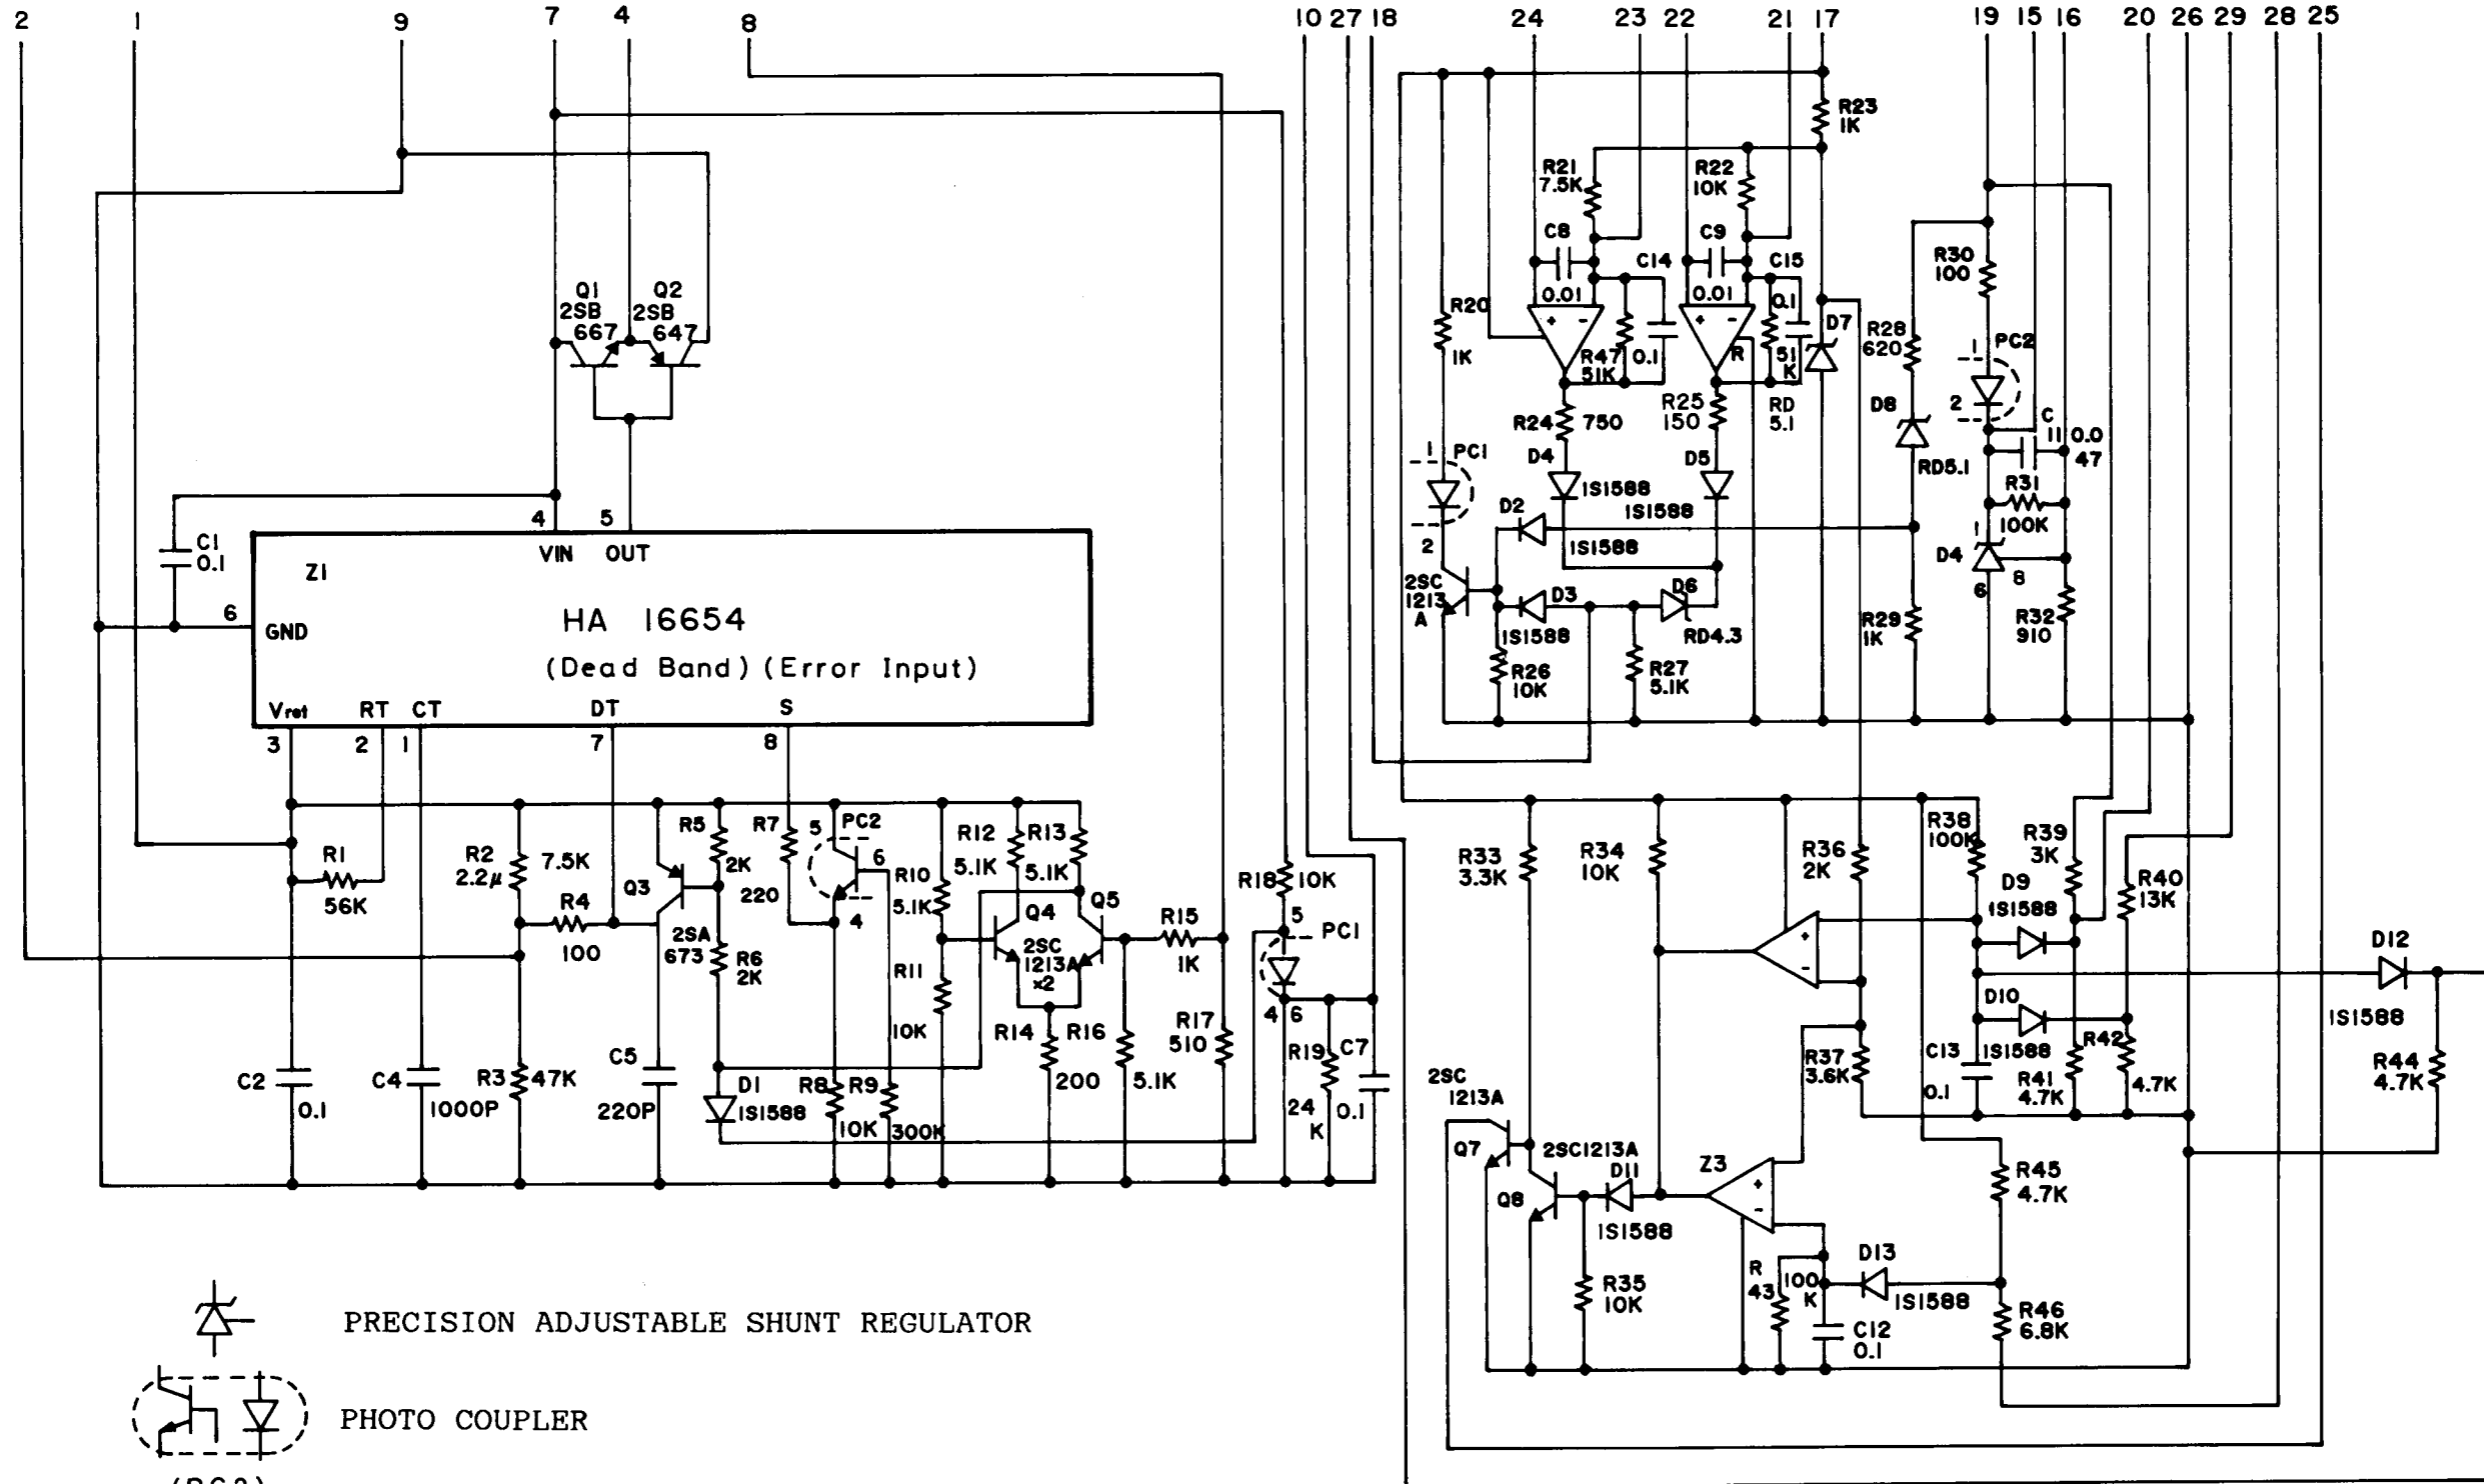 2
1
9
7
4
8
10 27 18
24
23
22
21
17
19
15
16
20
26
29
28
25
R23
1K
R21
7.5K
R22
10K
C8
C9
C14
C15
R30
100
0.01
0.01
0.1
+ -
+ -
R20
1K
R47
51K
0.1
R
51
K
D7
R28
620
1
PC2
2
D8
RD5.1
C
11
0.0
47
R24
750
R25
150
RD
5.1
Q1
2SB
667
Q2
2SB
647
1
PC1
2
D4
1S1588
D5
1S1588
R31
100K
D2
1S1588
1
D4
8
6
4
5
VIN
OUT
C1
0.1
Z1
2SC
1213
A
D3
1S1588
D6
RD4.3
R29
1K
R32
910
6
GND
HA 16654
(Dead Band) (Error Input)
R26
10K
R27
5.1K
Vret
RT
CT
DT
S
3
2
1
7
8
R1
56K
R2
2.2μ
7.5K
R4
100
Q3
2SA
673
R5
2K
R6
2K
R7
220
5
PC2
6
4
R10
5.1K
R11
10K
R12
5.1K
R13
5.1K
Q4
2SC
1213A
x2
Q5
R15
1K
R18
10K
5
PC1
4 6
R14
200
R16
5.1K
R17
510
R19
24
K
C7
0.1
C2
0.1
C4
1000P
R3
47K
C5
220P
D1
1S1588
R8
10K
R9
300K
R33
3.3K
R34
10K
R36
2K
R38
100K
R39
3K
R40
13K
D9
1S1588
+
-
D10
1S1588
D12
1S1588
R37
3.6K
C13
0.1
R41
4.7K
R42
4.7K
R44
4.7K
2SC
1213A
Q7
2SC1213A
Q8
D11
1S1588
Z3
+
-
R45
4.7K
R35
10K
R
43
100
K
D13
1S1588
C12
0.1
R46
6.8K
PRECISION ADJUSTABLE SHUNT REGULATOR
PHOTO COUPLER